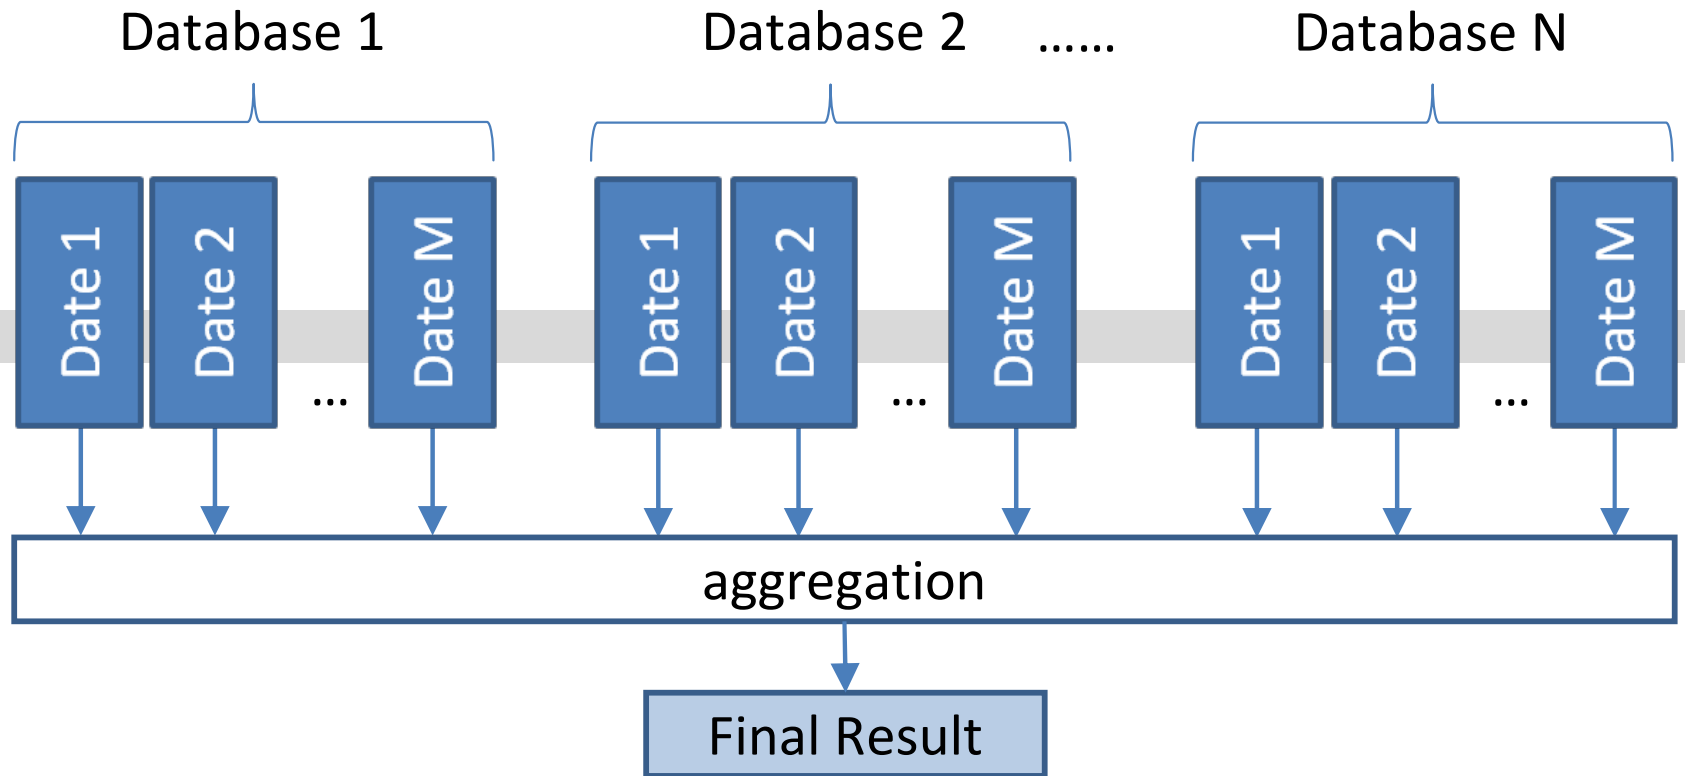 Database 1
Database 2
......
Database N
Date 1
Date 2
...
Date M
Date 1
Date 2
...
Date M
Date 1
Date 2
...
Date M
aggregation
Final Result